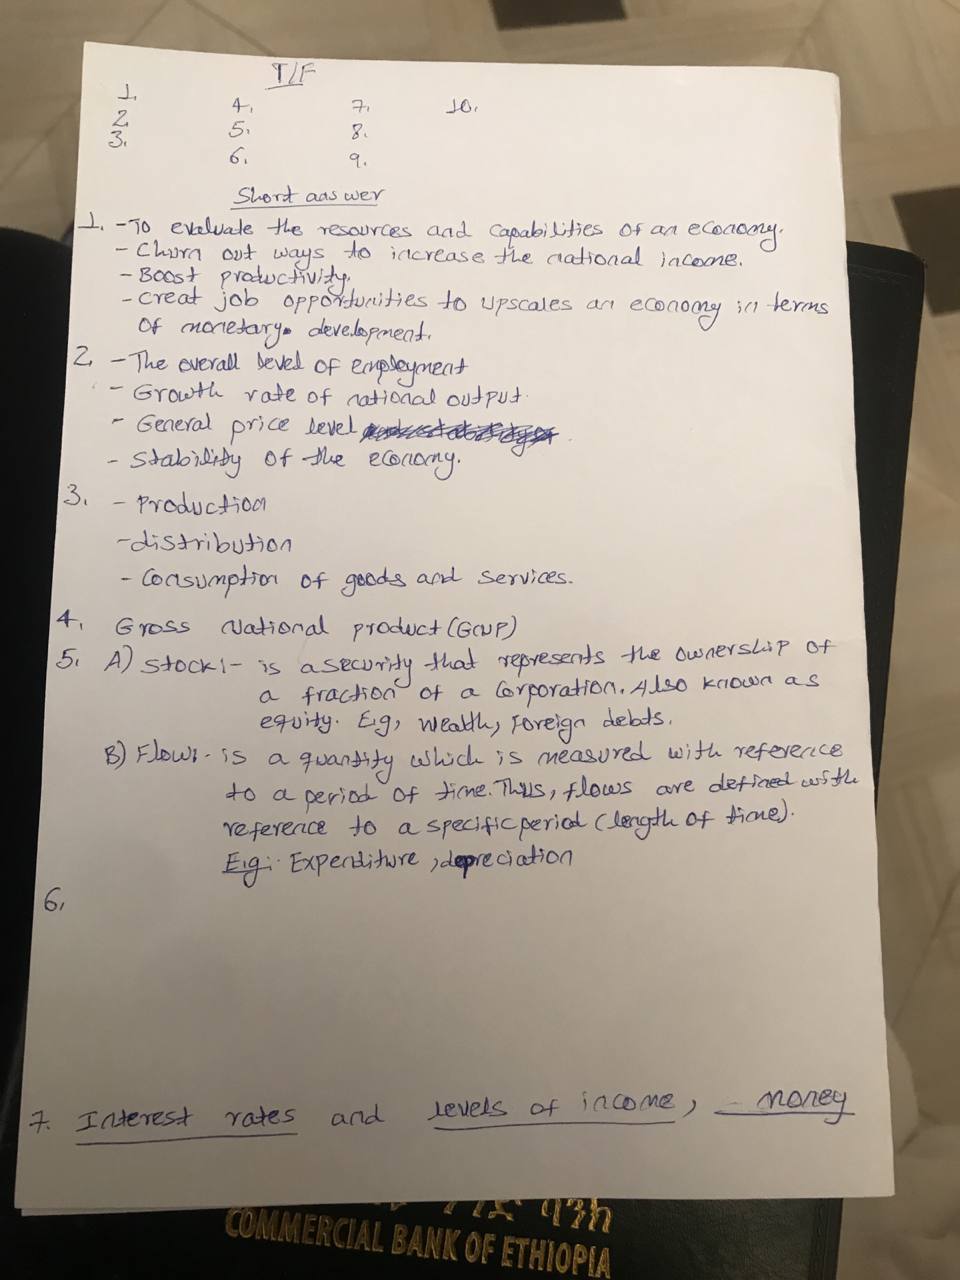 T/F
1. 4. 7. 10.
2. 5. 8.
3. 6. 9.
Short answer
1. - To evaluate the resources and capabilities of an economy.
- Churn out ways to increase the national income.
- Boost productivity.
- creat job opportunities to upscales an economy in terms
of monetary development.
2. - The overall level of employment
- Growth rate of national output.
- General price level
- Stability of the economy.
3. - Production
- distribution
- Consumption of goods and services.
4. Gross National product (GNP)
5. A) Stock:- is a security that represents the ownership of
a fraction of a Corporation. Also known as
equity. E.g, Wealth, Foreign debts.
B) Flow:- is a quantity which is measured with reference
to a period of time. Thus, flows are defined with
reference to a specific period (length of time).
E.g:- Expenditure, depreciation
6.
7. Interest rates and levels of income, - money
ንግድ ባንክ
COMMERCIAL BANK OF ETHIOPIA